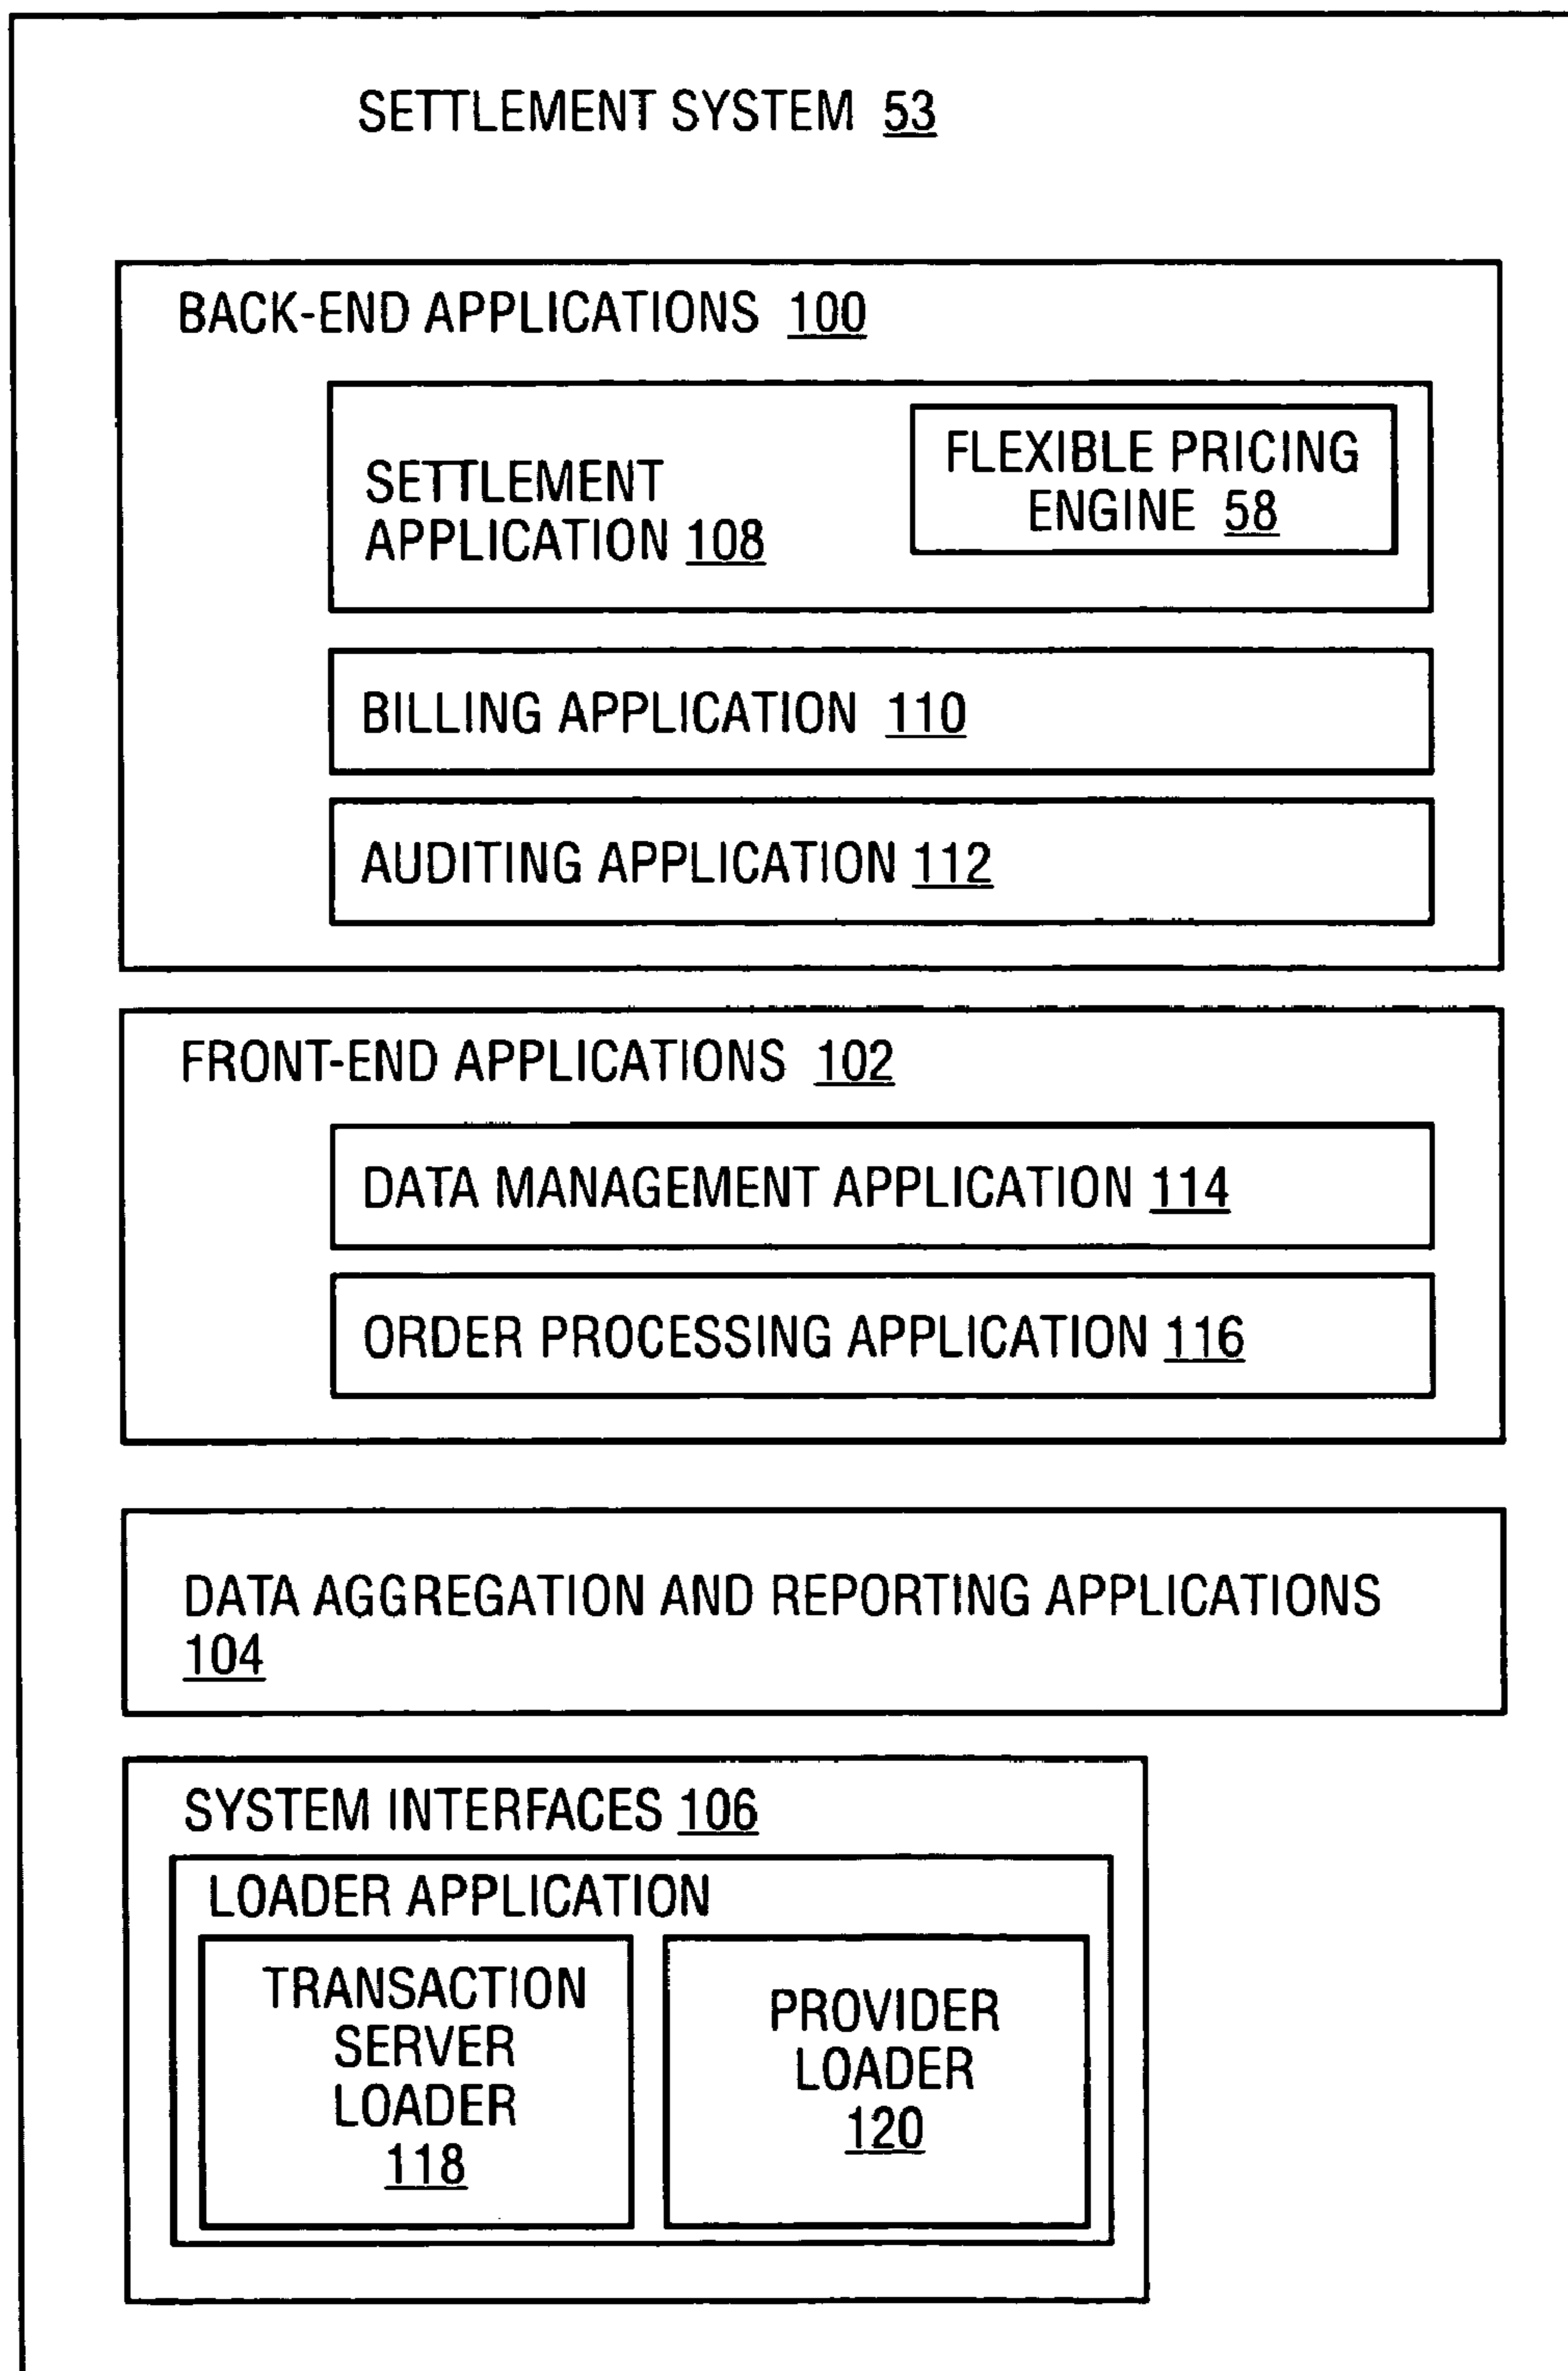 SETTLEMENT SYSTEM 53
BACK-END APPLICATIONS 100
SETTLEMENT
APPLICATION 108
FLEXIBLE PRICING
ENGINE 58
BILLING APPLICATION 110
AUDITING APPLICATION 112
FRONT-END APPLICATIONS 102
DATA MANAGEMENT APPLICATION 114
ORDER PROCESSING APPLICATION 116
DATA AGGREGATION AND REPORTING APPLICATIONS
104
SYSTEM INTERFACES 106
LOADER APPLICATION
TRANSACTION
SERVER
LOADER
118
PROVIDER
LOADER
120